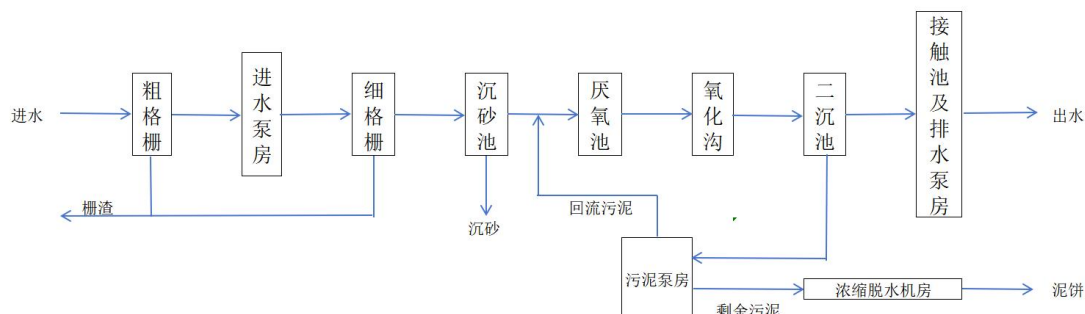 进水
粗格栅
进水泵房
细格栅
沉砂池
厌氧池
氧化沟
二沉池
接触池及排水泵房
出水
栅渣
沉砂
回流污泥
污泥泵房
剩余污泥
浓缩脱水机房
泥饼